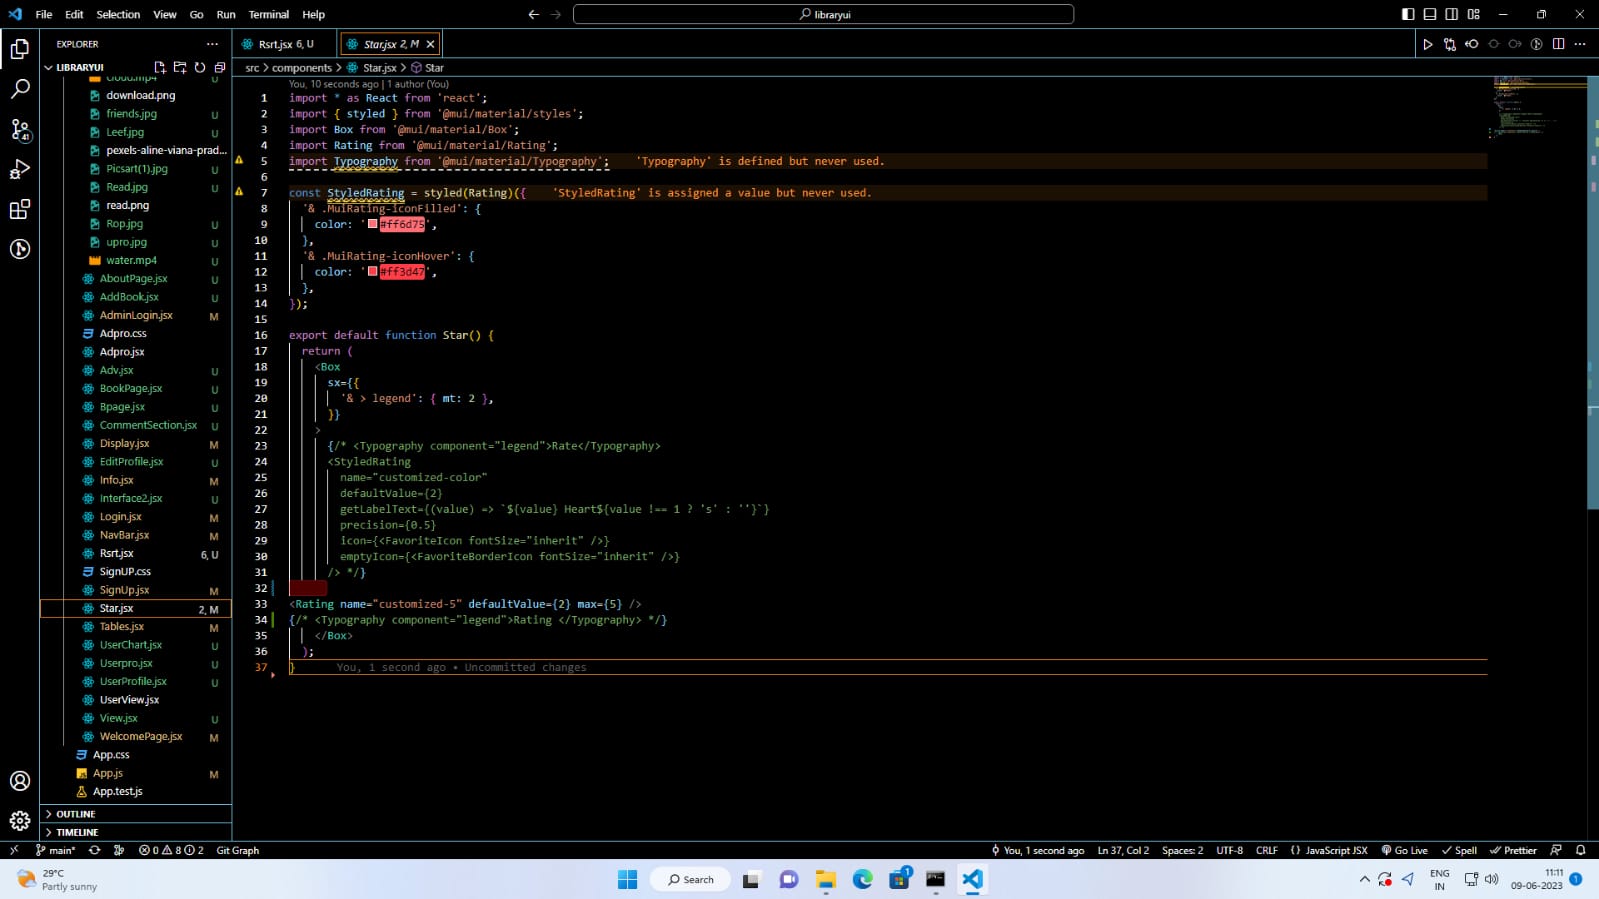 File Edit Selection View Go Run Terminal Help
libraryui
EXPLORER
LIBRARYUI
cloud.mp4
download.png
friends.jpg U
Leef.jpg U
pexels-aline-viana-prad...
Picsart(1).jpg U
Read.jpg U
read.png
Rop.jpg U
upro.jpg U
water.mp4 U
AboutPage.jsx U
AddBook.jsx U
AdminLogin.jsx M
Adpro.css
Adpro.jsx
Adv.jsx U
BookPage.jsx U
Bpage.jsx U
CommentSection.jsx U
Display.jsx M
EditProfile.jsx U
Info.jsx M
Interface2.jsx U
Login.jsx M
NavBar.jsx M
Rsrt.jsx 6, U
SignUP.css
SignUp.jsx M
Star.jsx 2, M
Tables.jsx M
UserChart.jsx U
Userpro.jsx U
UserProfile.jsx U
UserView.jsx
View.jsx U
WelcomePage.jsx M
App.css
App.js M
App.test.js
OUTLINE
TIMELINE
41
Rsrt.jsx 6, U Star.jsx 2, M
src > components > Star.jsx > Star
You, 10 seconds ago | 1 author (You)
1 import * as React from 'react';
2 import { styled } from '@mui/material/styles';
3 import Box from '@mui/material/Box';
4 import Rating from '@mui/material/Rating';
5 import Typography from '@mui/material/Typography'; 'Typography' is defined but never used.
6
7 const StyledRating = styled(Rating)({ 'StyledRating' is assigned a value but never used.
8 '& .MuiRating-iconFilled': {
9 color: '#ff6d75',
10 },
11 '& .MuiRating-iconHover': {
12 color: '#ff3d47',
13 },
14 });
15
16 export default function Star() {
17 return (
18 <Box
19 sx={{
20 '& > legend': { mt: 2 },
21 }}
22 >
23 {/* <Typography component="legend">Rate</Typography>
24 <StyledRating
25 name="customized-color"
26 defaultValue={2}
27 getLabelText={(value) => `${value} Heart${value !== 1 ? 's' : ''}`}
28 precision={0.5}
29 icon={<FavoriteIcon fontSize="inherit" />}
30 emptyIcon={<FavoriteBorderIcon fontSize="inherit" />}
31 /> */}
32
33 <Rating name="customized-5" defaultValue={2} max={5} />
34 {/* <Typography component="legend">Rating </Typography> */}
35 </Box>
36 );
37 } You, 1 second ago • Uncommitted changes
main* 0 8 2 Git Graph You, 1 second ago Ln 37, Col 2 Spaces: 2 UTF-8 CRLF {} JavaScript JSX Go Live Spell Prettier
29°C
Partly sunny
Search
1
ENG
IN
11:11
09-06-2023
1